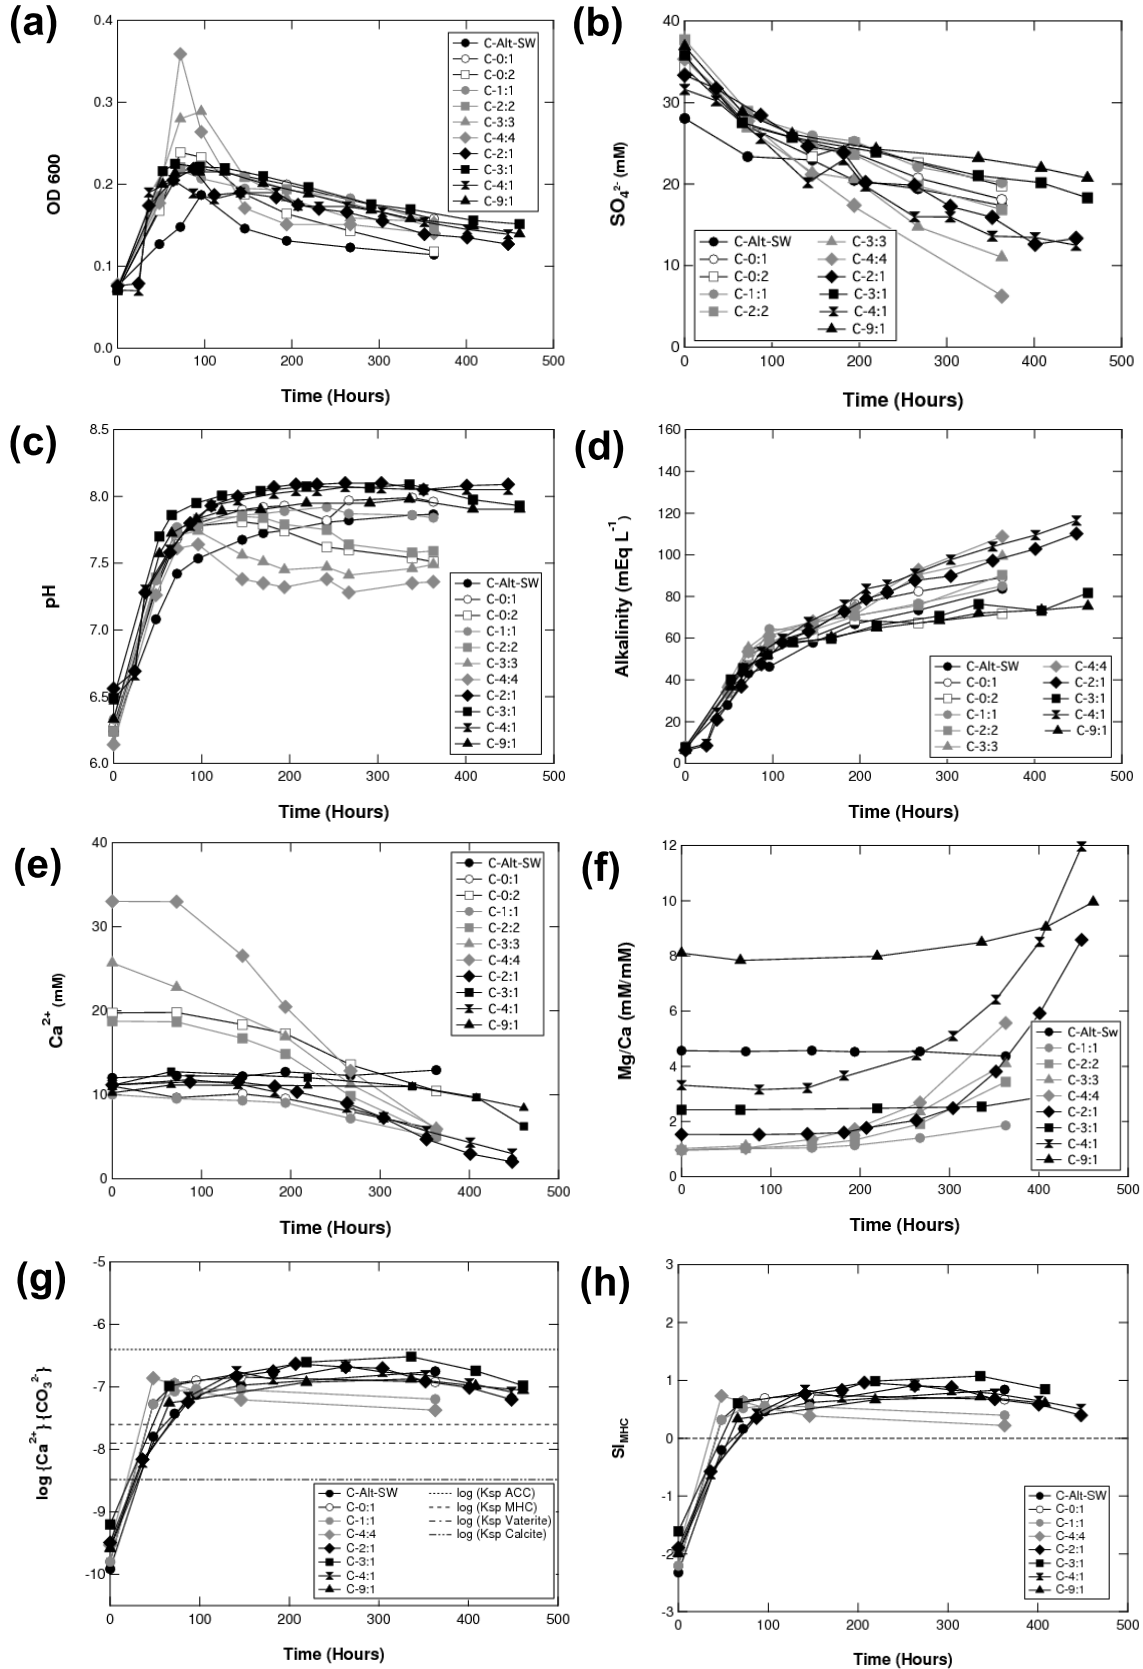 (a)
0.4
0.3
0.2
0.1
0.0
OD 600
0
100
200
300
400
500
Time (Hours)
C-Alt-SW
C-0:1
C-0:2
C-1:1
C-2:2
C-3:3
C-4:4
C-2:1
C-3:1
C-4:1
C-9:1
(b)
40
30
20
10
0
SO₄²⁻ (mM)
0
100
200
300
400
500
Time (Hours)
C-Alt-SW
C-0:1
C-0:2
C-1:1
C-2:2
C-3:3
C-4:4
C-2:1
C-3:1
C-4:1
C-9:1
(c)
8.5
8.0
7.5
7.0
6.5
6.0
pH
0
100
200
300
400
500
Time (Hours)
C-Alt-SW
C-0:1
C-0:2
C-1:1
C-2:2
C-3:3
C-4:4
C-2:1
C-3:1
C-4:1
C-9:1
(d)
160
140
120
100
80
60
40
20
0
Alkalinity (mEq L⁻¹)
0
100
200
300
400
500
Time (Hours)
C-Alt-SW
C-0:1
C-0:2
C-1:1
C-2:2
C-3:3
C-4:4
C-2:1
C-3:1
C-4:1
C-9:1
(e)
40
30
20
10
0
Ca²⁺ (mM)
0
100
200
300
400
500
Time (Hours)
C-Alt-SW
C-0:1
C-0:2
C-1:1
C-2:2
C-3:3
C-4:4
C-2:1
C-3:1
C-4:1
C-9:1
(f)
12
10
8
6
4
2
0
Mg/Ca (mM/mM)
0
100
200
300
400
500
Time (Hours)
C-Alt-Sw
C-1:1
C-2:2
C-3:3
C-4:4
C-2:1
C-3:1
C-4:1
C-9:1
(g)
-5
-6
-7
-8
-9
-10
log {Ca²⁺} {CO₃²⁻}
0
100
200
300
400
500
Time (Hours)
C-Alt-SW
C-0:1
C-1:1
C-4:4
C-2:1
C-3:1
C-4:1
C-9:1
log (Ksp ACC)
log (Ksp MHC)
log (Ksp Vaterite)
log (Ksp Calcite)
(h)
3
2
1
0
-1
-2
-3
SI_MHC
0
100
200
300
400
500
Time (Hours)
C-Alt-SW
C-0:1
C-1:1
C-4:4
C-2:1
C-3:1
C-4:1
C-9:1